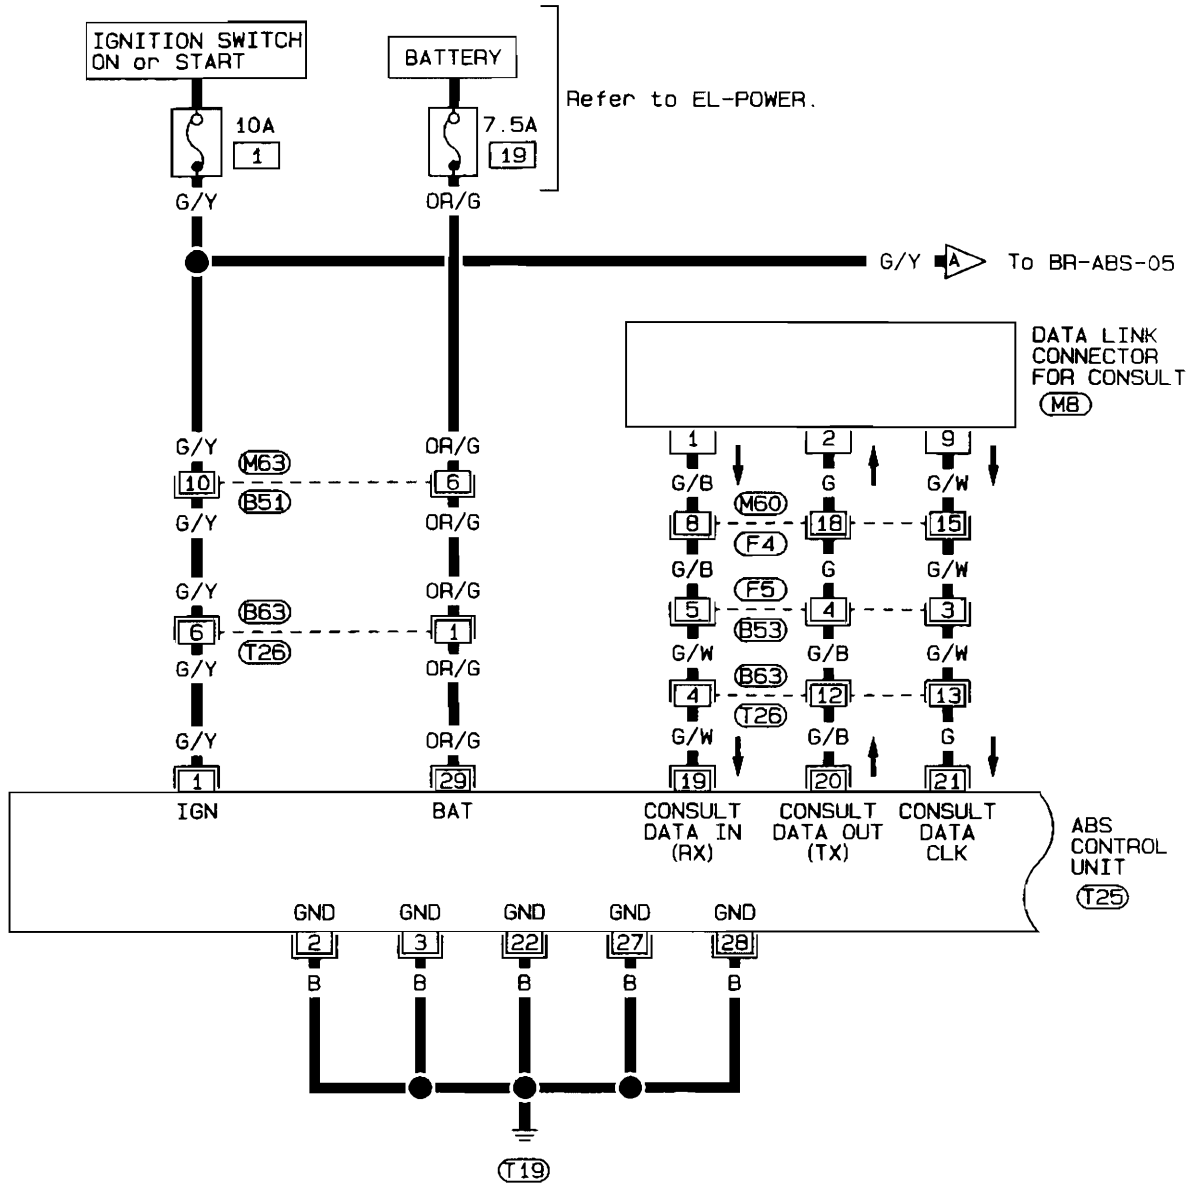 IGNITION SWITCH
ON or START
BATTERY
Refer to EL-POWER.
10A
1
7.5A
19
G/Y
OR/G
G/Y
A
To BR-ABS-05
DATA LINK
CONNECTOR
FOR CONSULT
M8
1
2
9
G/Y
OR/G
M63
10
6
B51
G/B
G
G/W
M60
8
18
15
F4
G/Y
OR/G
G/B
G
G/W
G/Y
OR/G
F5
5
4
3
B53
B63
6
1
T26
G/Y
OR/G
G/W
G/B
G/W
B63
4
12
13
T26
G/Y
OR/G
G/W
G/B
G
1
29
19
20
21
IGN
BAT
CONSULT
DATA IN
(RX)
CONSULT
DATA OUT
(TX)
CONSULT
DATA
CLK
ABS
CONTROL
UNIT
T25
GND
GND
GND
GND
GND
2
3
22
27
28
B
B
B
B
B
T19